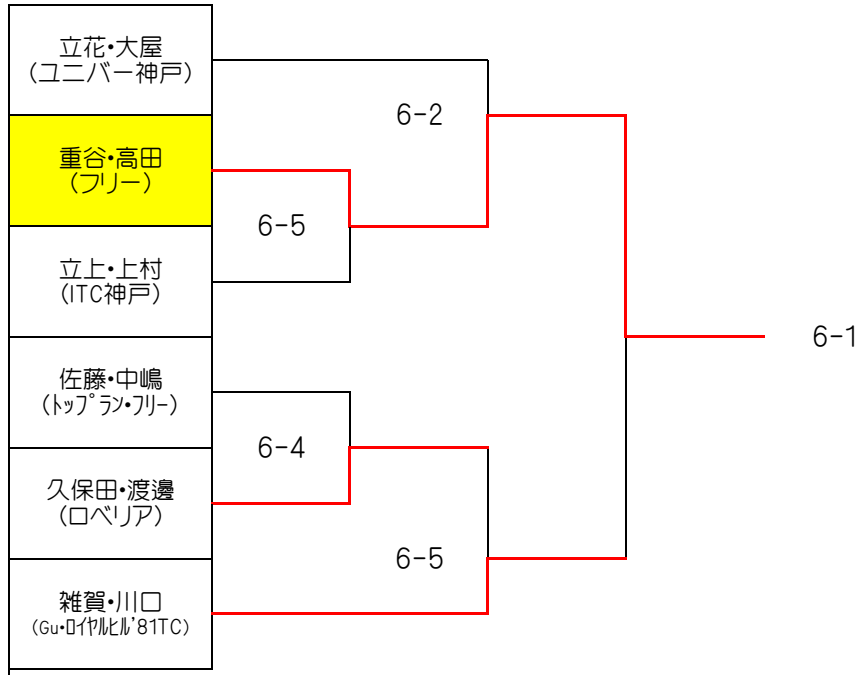 立花・大屋
(ユニバー神戸)
6-2
重谷・高田
(フリー)
6-5
立上・上村
(ITC神戸)
6-1
佐藤・中嶋
(ﾄｯﾌﾟﾗﾝ・ﾌﾘｰ)
6-4
久保田・渡邊
(ロベリア)
6-5
雑賀・川口
(Gu・ﾛｲﾔﾙﾋﾙ'81TC)